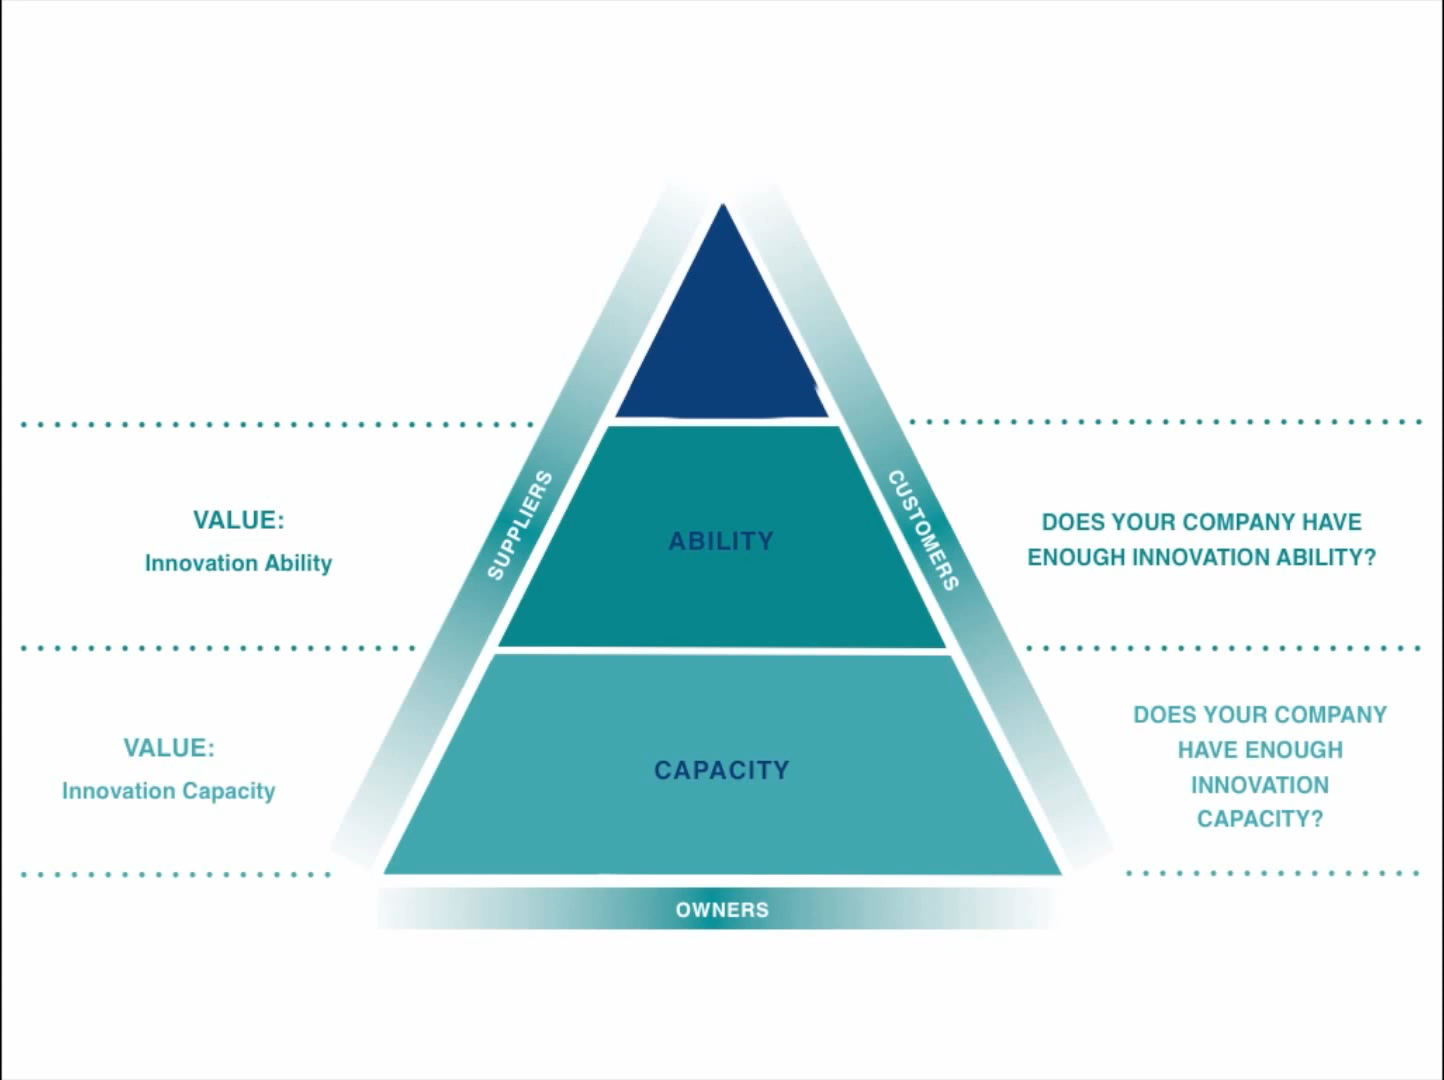 SUPPLIERS
CUSTOMERS
VALUE:
Innovation Ability
ABILITY
DOES YOUR COMPANY HAVE
ENOUGH INNOVATION ABILITY?
VALUE:
Innovation Capacity
CAPACITY
DOES YOUR COMPANY
HAVE ENOUGH
INNOVATION
CAPACITY?
OWNERS